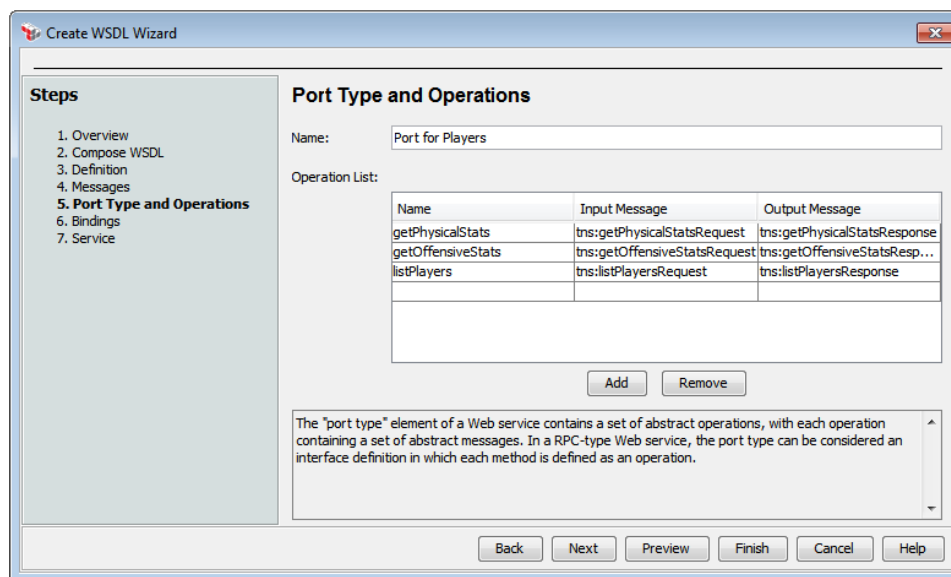 Create WSDL Wizard
Steps
1. Overview
2. Compose WSDL
3. Definition
4. Messages
5. Port Type and Operations
6. Bindings
7. Service
Port Type and Operations
Name: Port for Players
Operation List:
Name Input Message Output Message
getPhysicalStats tns:getPhysicalStatsRequest tns:getPhysicalStatsResponse
getOffensiveStats tns:getOffensiveStatsRequest tns:getOffensiveStatsResp...
listPlayers tns:listPlayersRequest tns:listPlayersResponse
Add Remove
The "port type" element of a Web service contains a set of abstract operations, with each operation
containing a set of abstract messages. In a RPC-type Web service, the port type can be considered an
interface definition in which each method is defined as an operation.
Back Next Preview Finish Cancel Help